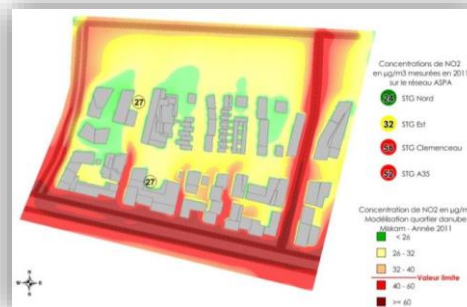 Concentrations de NO2
en µg/m3 mesurées en 2011
sur le réseau ASPA
STG Nord
32 STG Est
STG Clemenceau
52 STG A35
27
27
Concentration de NO2 en µg/m
Modélisation quartier danube
Miskam - Année 2011
< 26
26 - 32
32 - 40
Valeur limite
40 - 60
>= 60